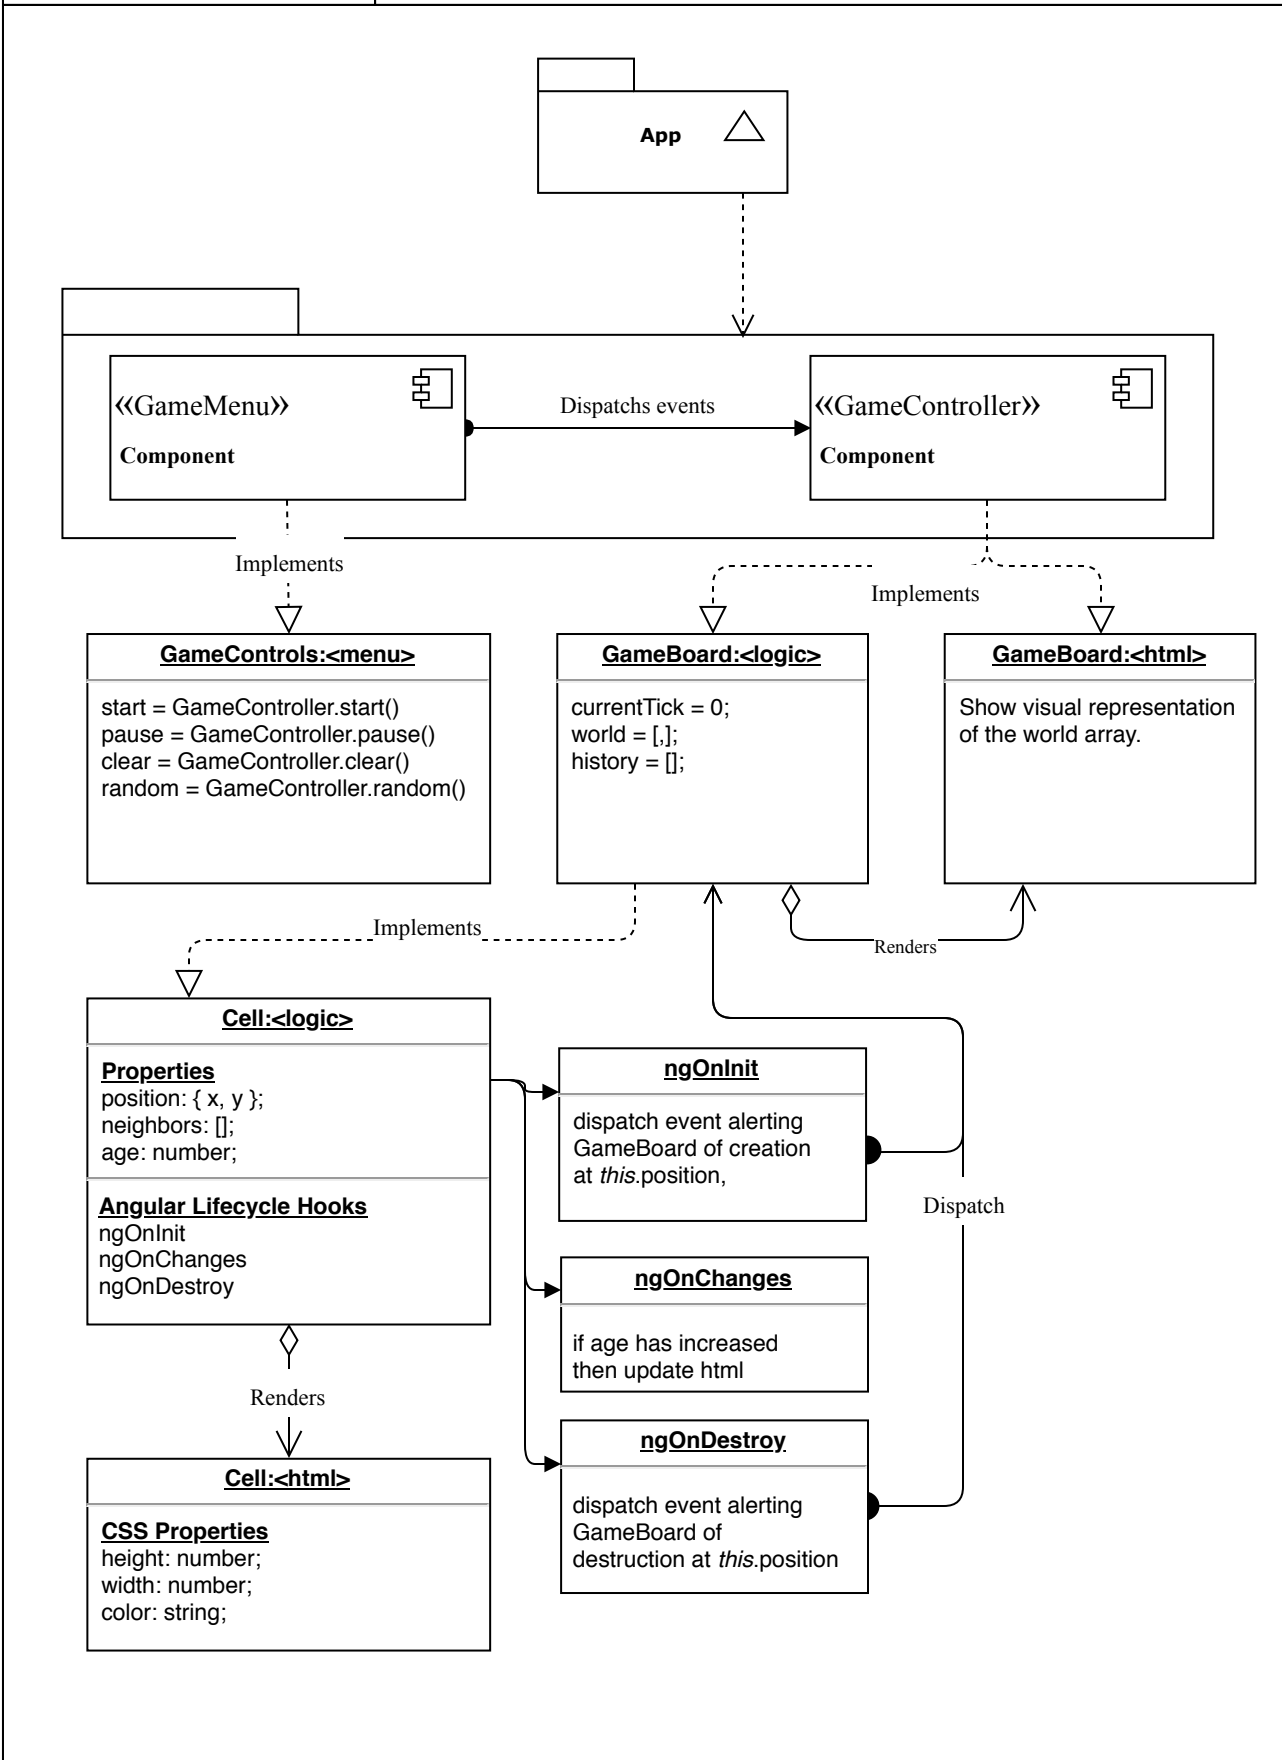 App
«GameMenu»
Component
Dispatchs events
«GameController»
Component
Implements
Implements
GameControls:<menu>
start = GameController.start()
pause = GameController.pause()
clear = GameController.clear()
random = GameController.random()
GameBoard:<logic>
currentTick = 0;
world = [,];
history = [];
GameBoard:<html>
Show visual representation
of the world array.
Implements
Renders
Cell:<logic>
Properties
position: { x, y };
neighbors: [];
age: number;
Angular Lifecycle Hooks
ngOnInit
ngOnChanges
ngOnDestroy
ngOnInit
dispatch event alerting
GameBoard of creation
at this.position,
Dispatch
ngOnChanges
if age has increased
then update html
Renders
ngOnDestroy
dispatch event alerting
GameBoard of
destruction at this.position
Cell:<html>
CSS Properties
height: number;
width: number;
color: string;